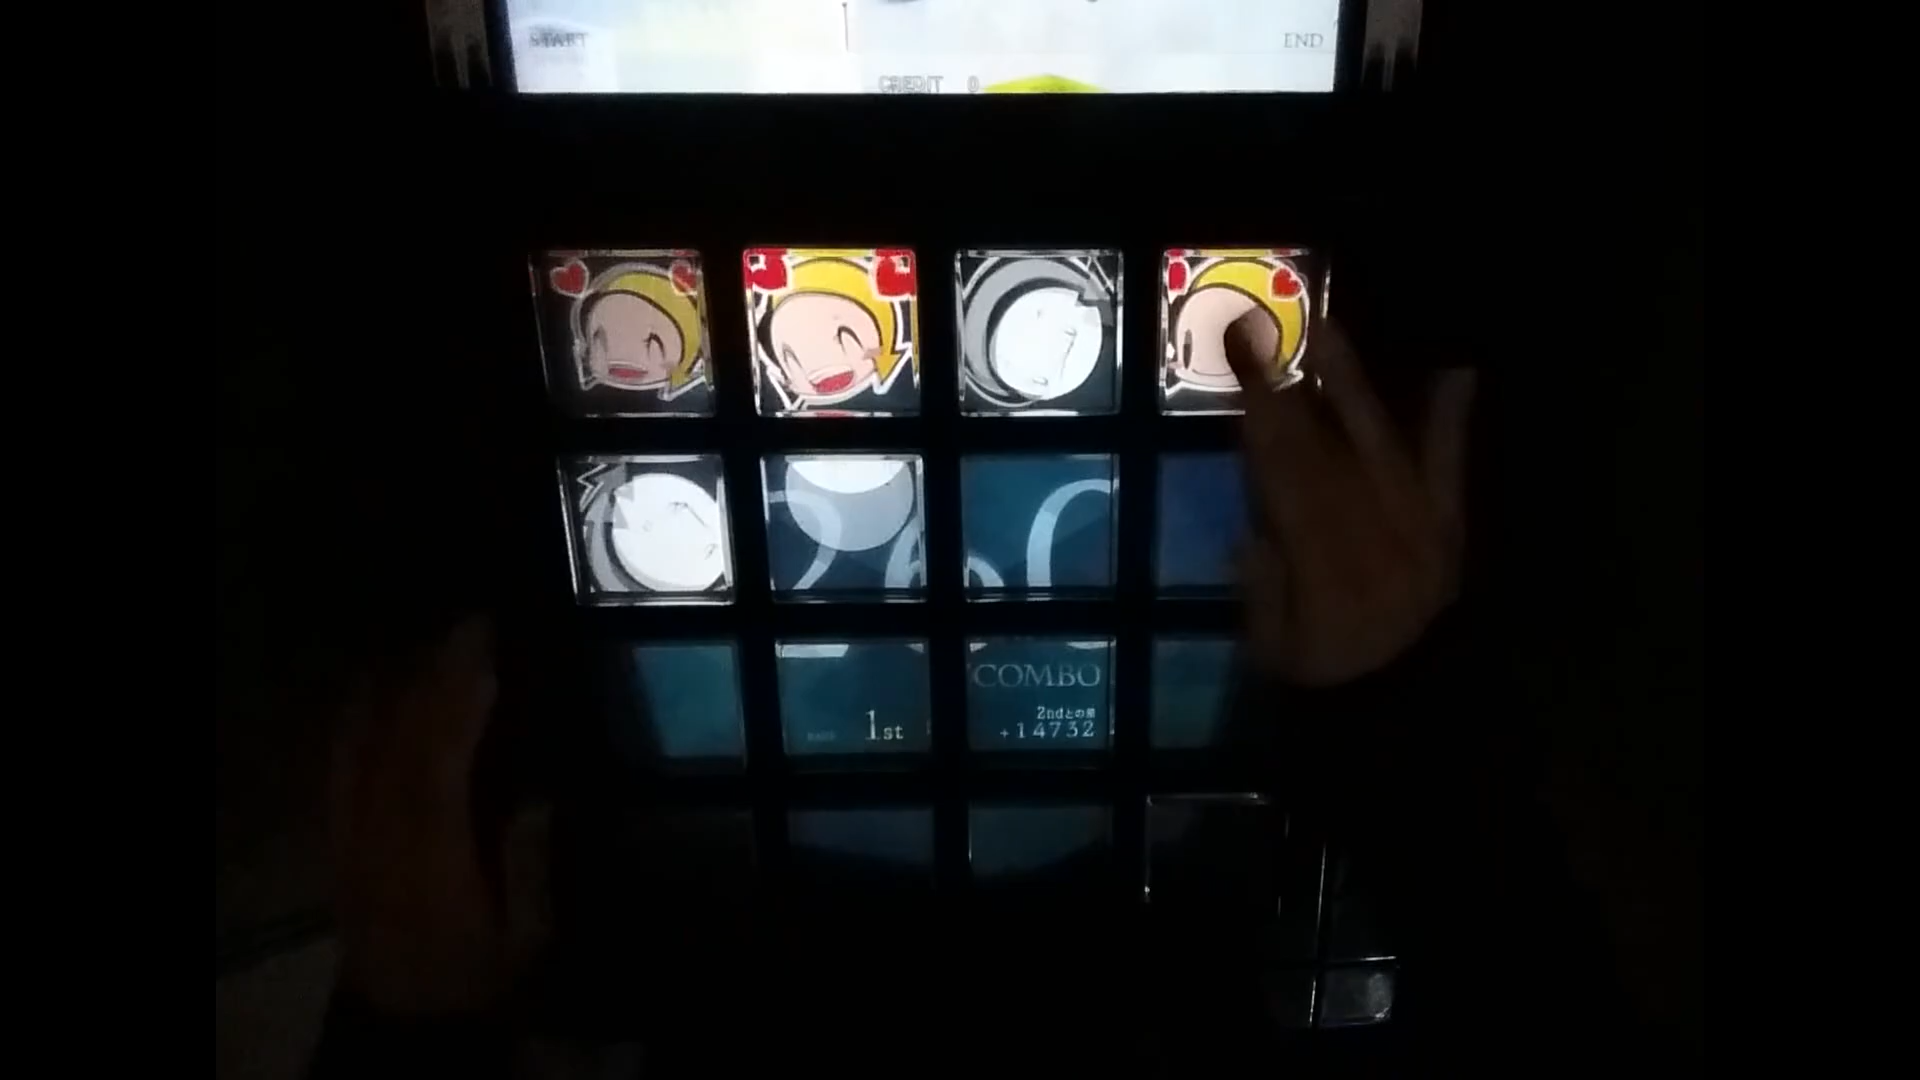 START
END
CREDIT 0
COMBO
1st
2ndとの差
+14732